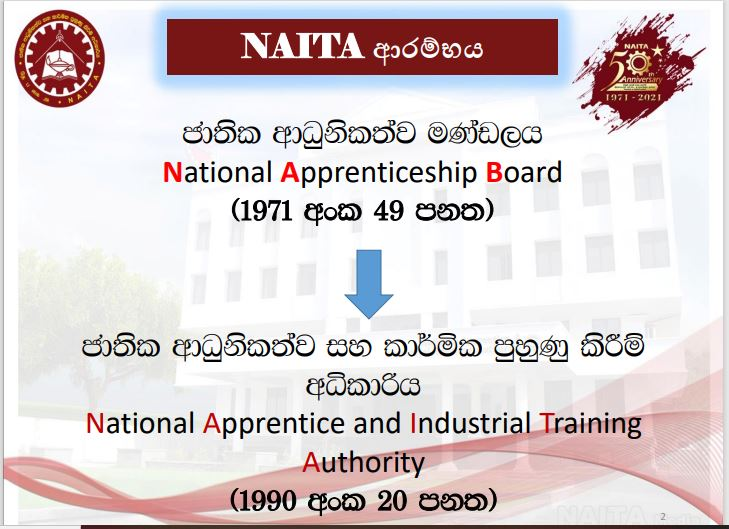 NAITA ආරම්භය
NAITA
50th
Anniversary
1971 - 2021
ජාතික ආධුනිකත්ව මණ්ඩලය
National Apprenticeship Board
(1971 අංක 49 පනත)
ජාතික ආධුනිකත්ව සහ කාර්මික පුහුණු කිරීම්
අධිකාරිය
National Apprentice and Industrial Training
Authority
(1990 අංක 20 පනත)
2